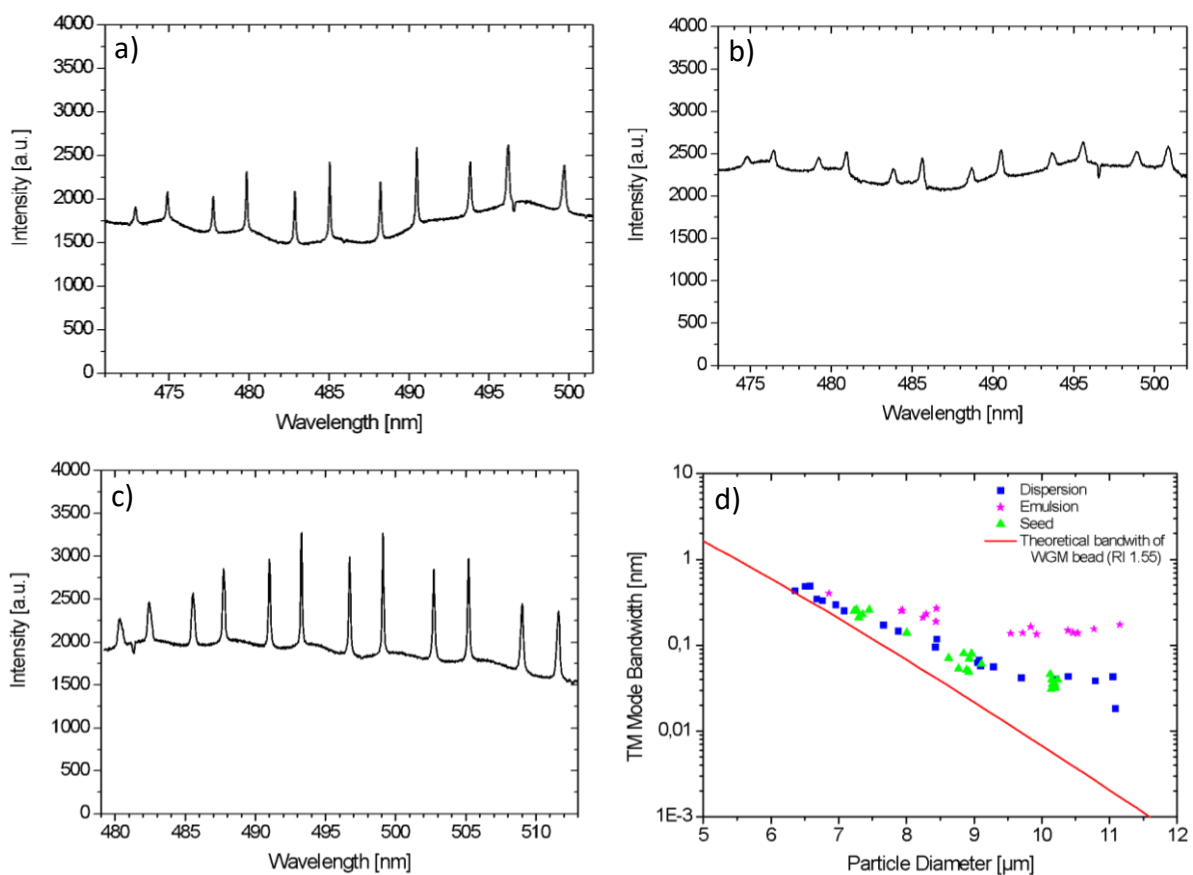 a)
4000
3500
3000
2500
2000
1500
1000
500
0
Intensity [a.u.]
475 480 485 490 495 500
Wavelength [nm]
b)
4000
3500
3000
2500
2000
1500
1000
500
0
Intensity [a.u.]
475 480 485 490 495 500
Wavelength [nm]
c)
4000
3500
3000
2500
2000
1500
1000
500
0
Intensity [a.u.]
480 485 490 495 500 505 510
Wavelength [nm]
d)
Dispersion
Emulsion
Seed
Theoretical bandwith of
WGM bead (RI 1.55)
10
1
0,1
0,01
1E-3
TM Mode Bandwidth [nm]
5 6 7 8 9 10 11 12
Particle Diameter [µm]